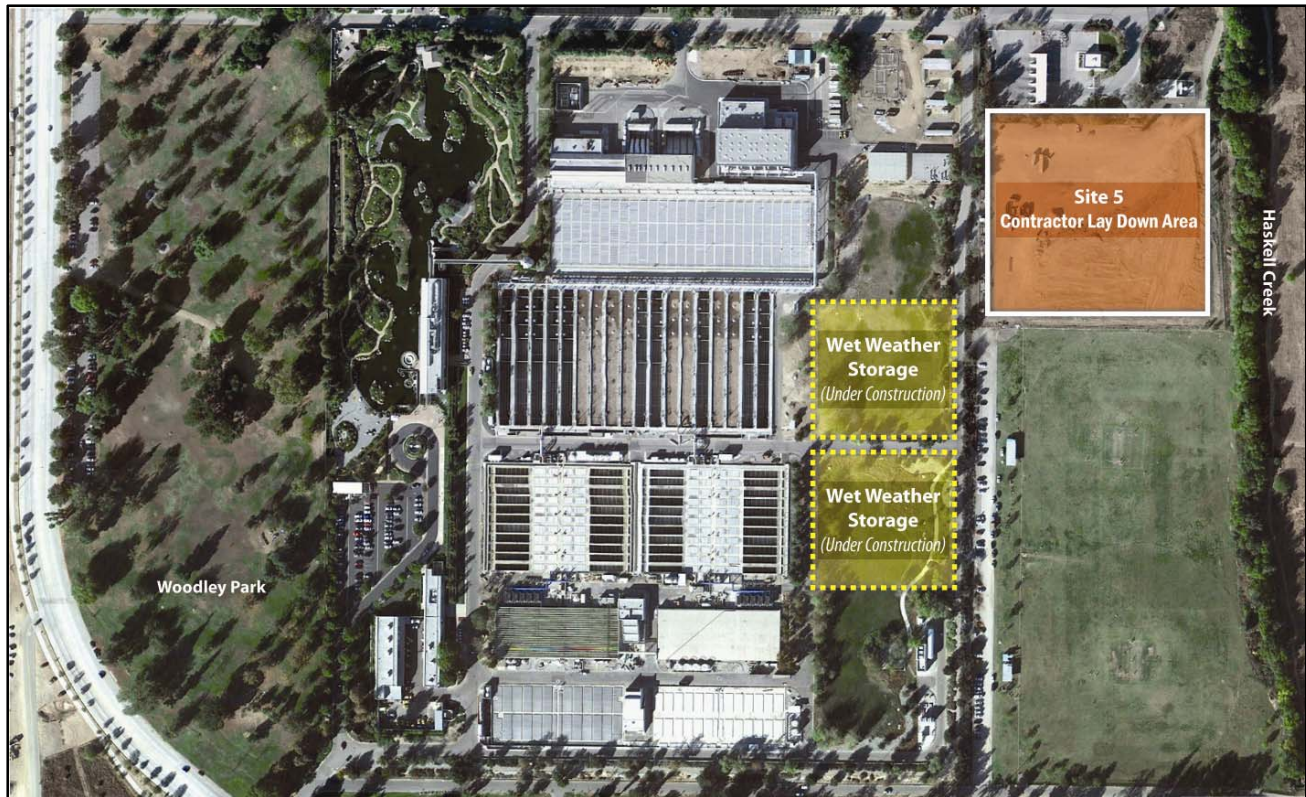 Site 5
Contractor Lay Down Area
Haskell Creek
Wet Weather
Storage
(Under Construction)
Wet Weather
Storage
(Under Construction)
Woodley Park